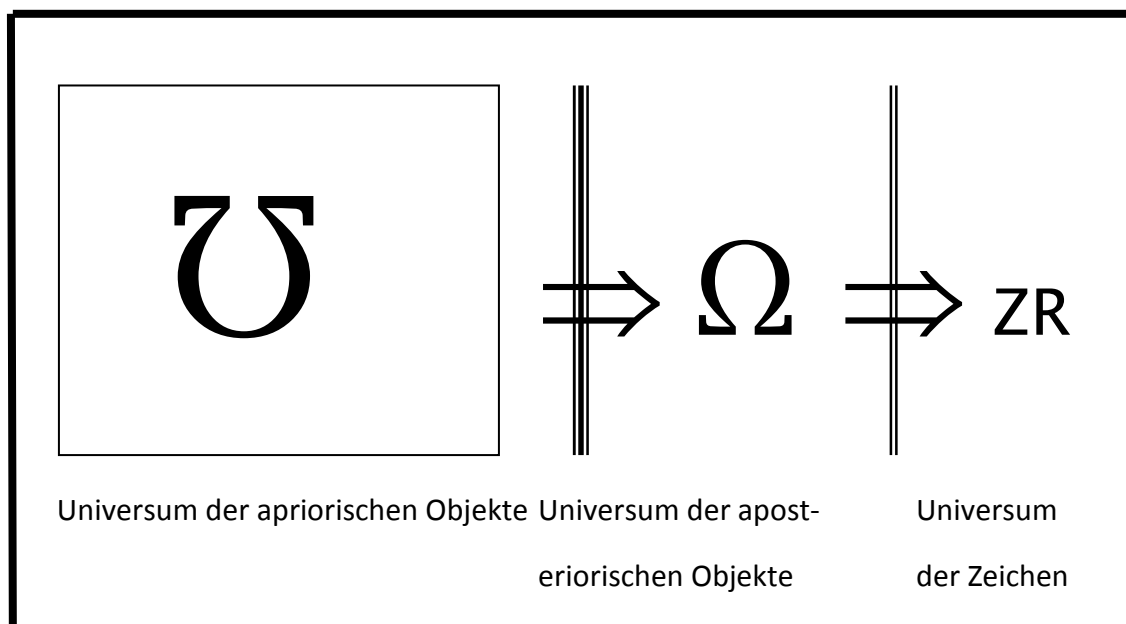 ℧ ⇒ Ω ⇒ ZR
Universum der apriorischen Objekte Universum der apost- Universum
eriorischen Objekte der Zeichen